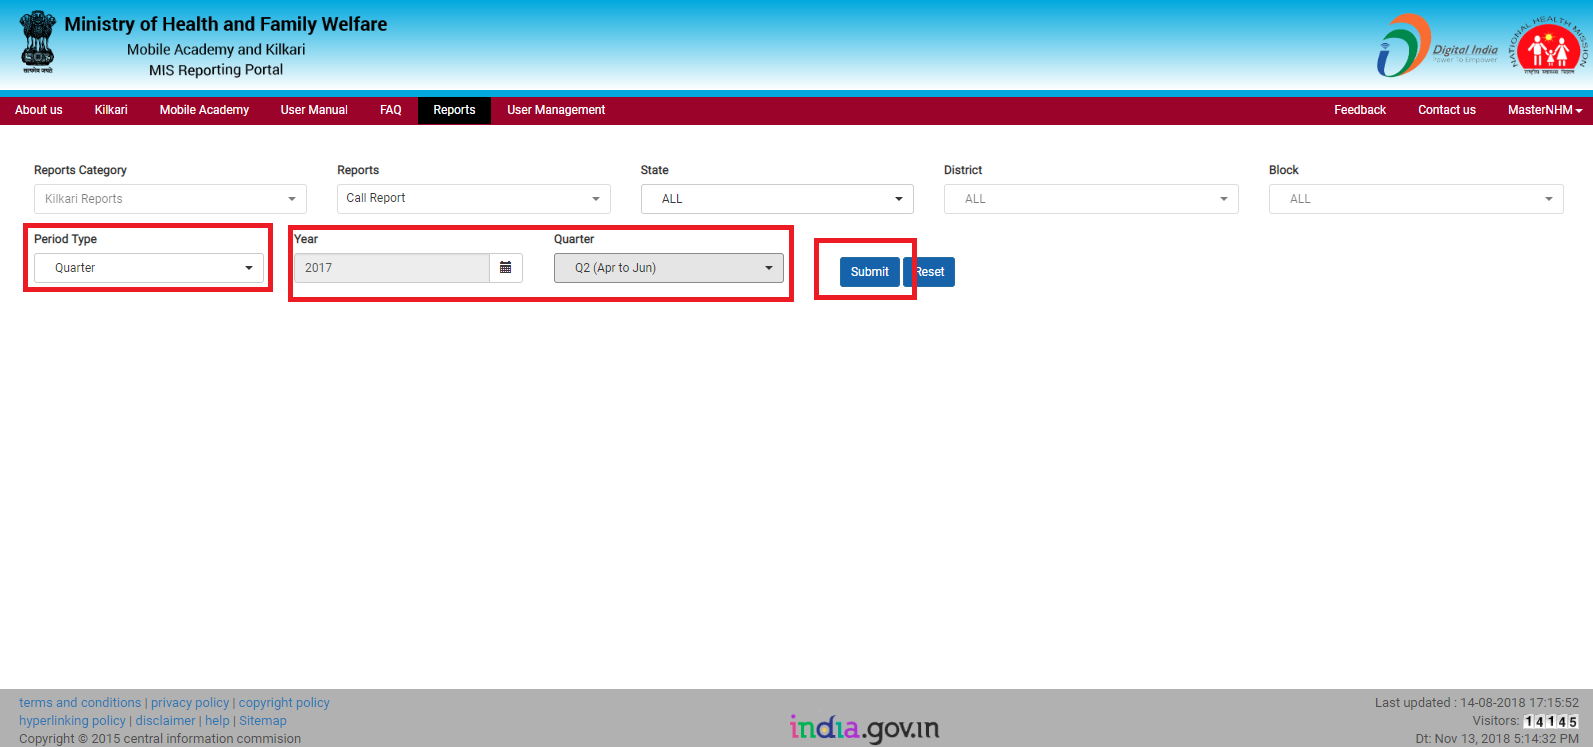 Ministry of Health and Family Welfare
Mobile Academy and Kilkari
MIS Reporting Portal
सत्यमेव जयते
Digital India
Power To Empower
NATIONAL HEALTH MISSION
राष्ट्रीय स्वास्थ्य मिशन
About us Kilkari Mobile Academy User Manual FAQ Reports User Management Feedback Contact us MasterNHM
Reports Category Reports State District Block
Kilkari Reports Call Report ALL ALL ALL
Period Type Year Quarter
Quarter 2017 Q2 (Apr to Jun) Submit Reset
terms and conditions | privacy policy | copyright policy
hyperlinking policy | disclaimer | help | Sitemap
Copyright © 2015 central information commision
india.gov.in
Last updated : 14-08-2018 17:15:52
Visitors: 14145
Dt: Nov 13, 2018 5:14:32 PM